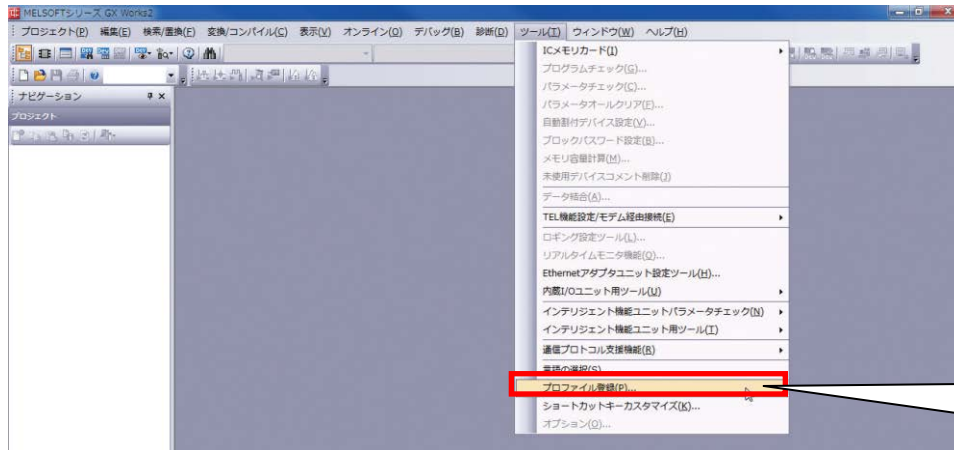 MELSOFTシリーズ GX Works2
プロジェクト(P) 編集(E) 検索/置換(F) 変換/コンパイル(C) 表示(V) オンライン(O) デバッグ(B) 診断(D) ツール(T) ウィンドウ(W) ヘルプ(H)
ICメモリカード(I)
プログラムチェック(G)...
パラメータチェック(C)...
パラメータオールクリア(E)...
自動割付デバイス設定(V)...
ブロックパスワード設定(B)...
メモリ容量計算(M)...
未使用デバイスコメント削除(J)
データ結合(A)...
TEL機能設定/モデム経由接続(E)
ロギング設定ツール(L)...
リアルタイムモニタ機能(Q)...
Ethernetアダプタユニット設定ツール(H)...
内蔵I/Oユニット用ツール(U)
インテリジェント機能ユニットパラメータチェック(N)
インテリジェント機能ユニット用ツール(T)
通信プロトコル支援機能(R)
言語の選択(S)...
プロファイル登録(P)...
ショートカットキーカスタマイズ(K)...
オプション(O)...
ナビゲーション
プロジェクト